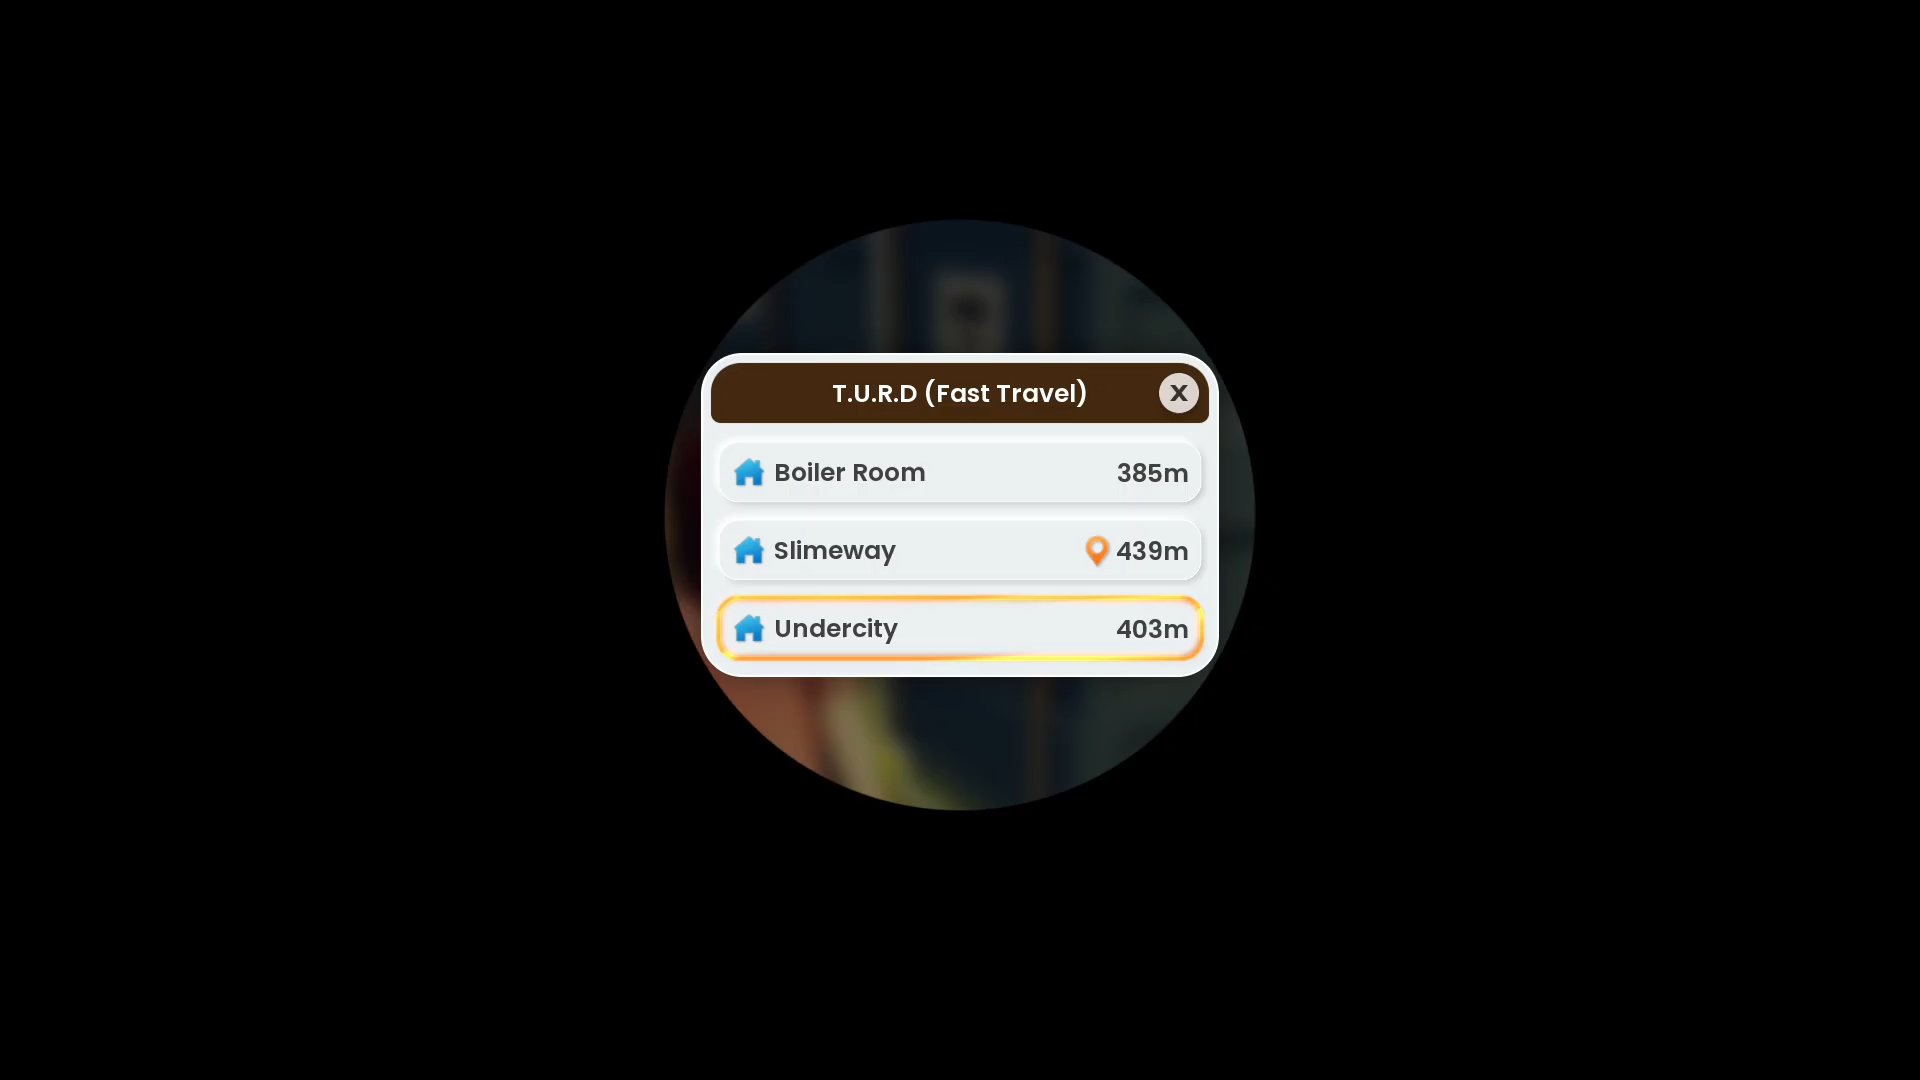 T.U.R.D (Fast Travel) X
Boiler Room 385m
Slimeway 439m
Undercity 403m